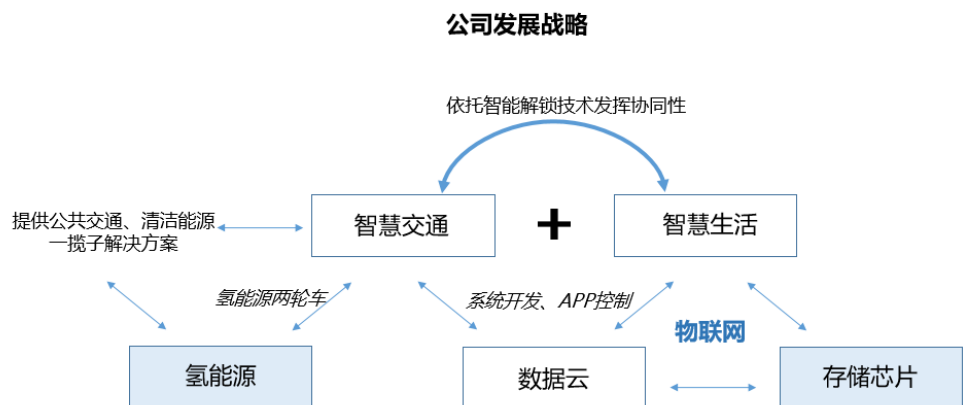 公司发展战略
依托智能解锁技术发挥协同性
智慧交通
+
智慧生活
提供公共交通、清洁能源
一揽子解决方案
氢能源两轮车
系统开发、APP控制
物联网
氢能源
数据云
存储芯片